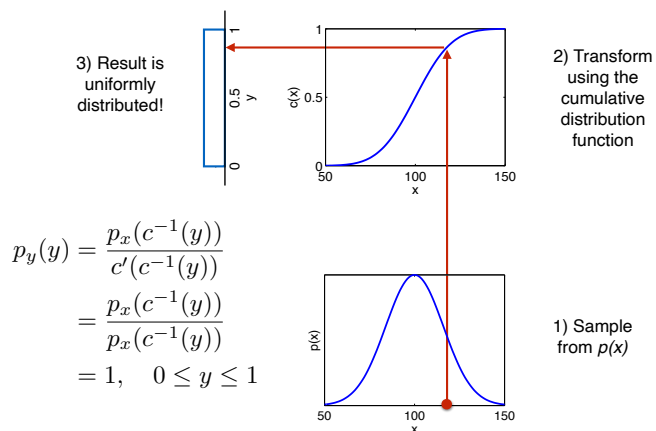 3) Result is
uniformly
distributed!
0
0.5
1
y
1
0.5
0
c(x)
50
100
150
x
2) Transform
using the
cumulative
distribution
function
p_y(y) = \frac{p_x(c^{-1}(y))}{c'(c^{-1}(y))}
= \frac{p_x(c^{-1}(y))}{p_x(c^{-1}(y))}
= 1, 0 ≤ y ≤ 1
p(x)
50
100
150
x
1) Sample
from p(x)